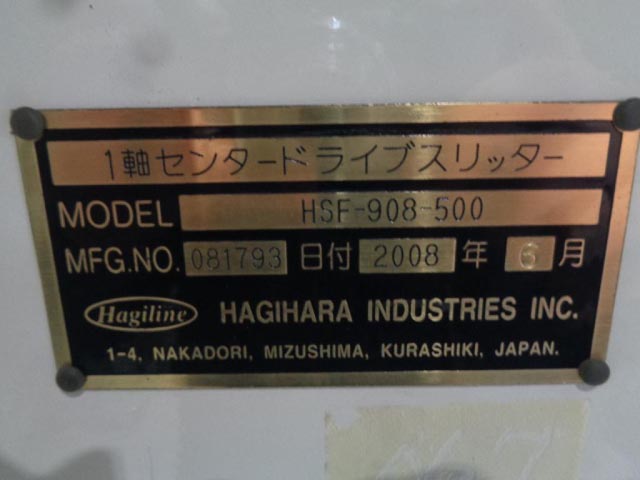 1軸センタードライブスリッター
MODEL HSF-908-500
MFG.NO. 081793 日付 2008 年 6 月
Hagiline HAGIHARA INDUSTRIES INC.
1-4, NAKADORI, MIZUSHIMA, KURASHIKI, JAPAN.